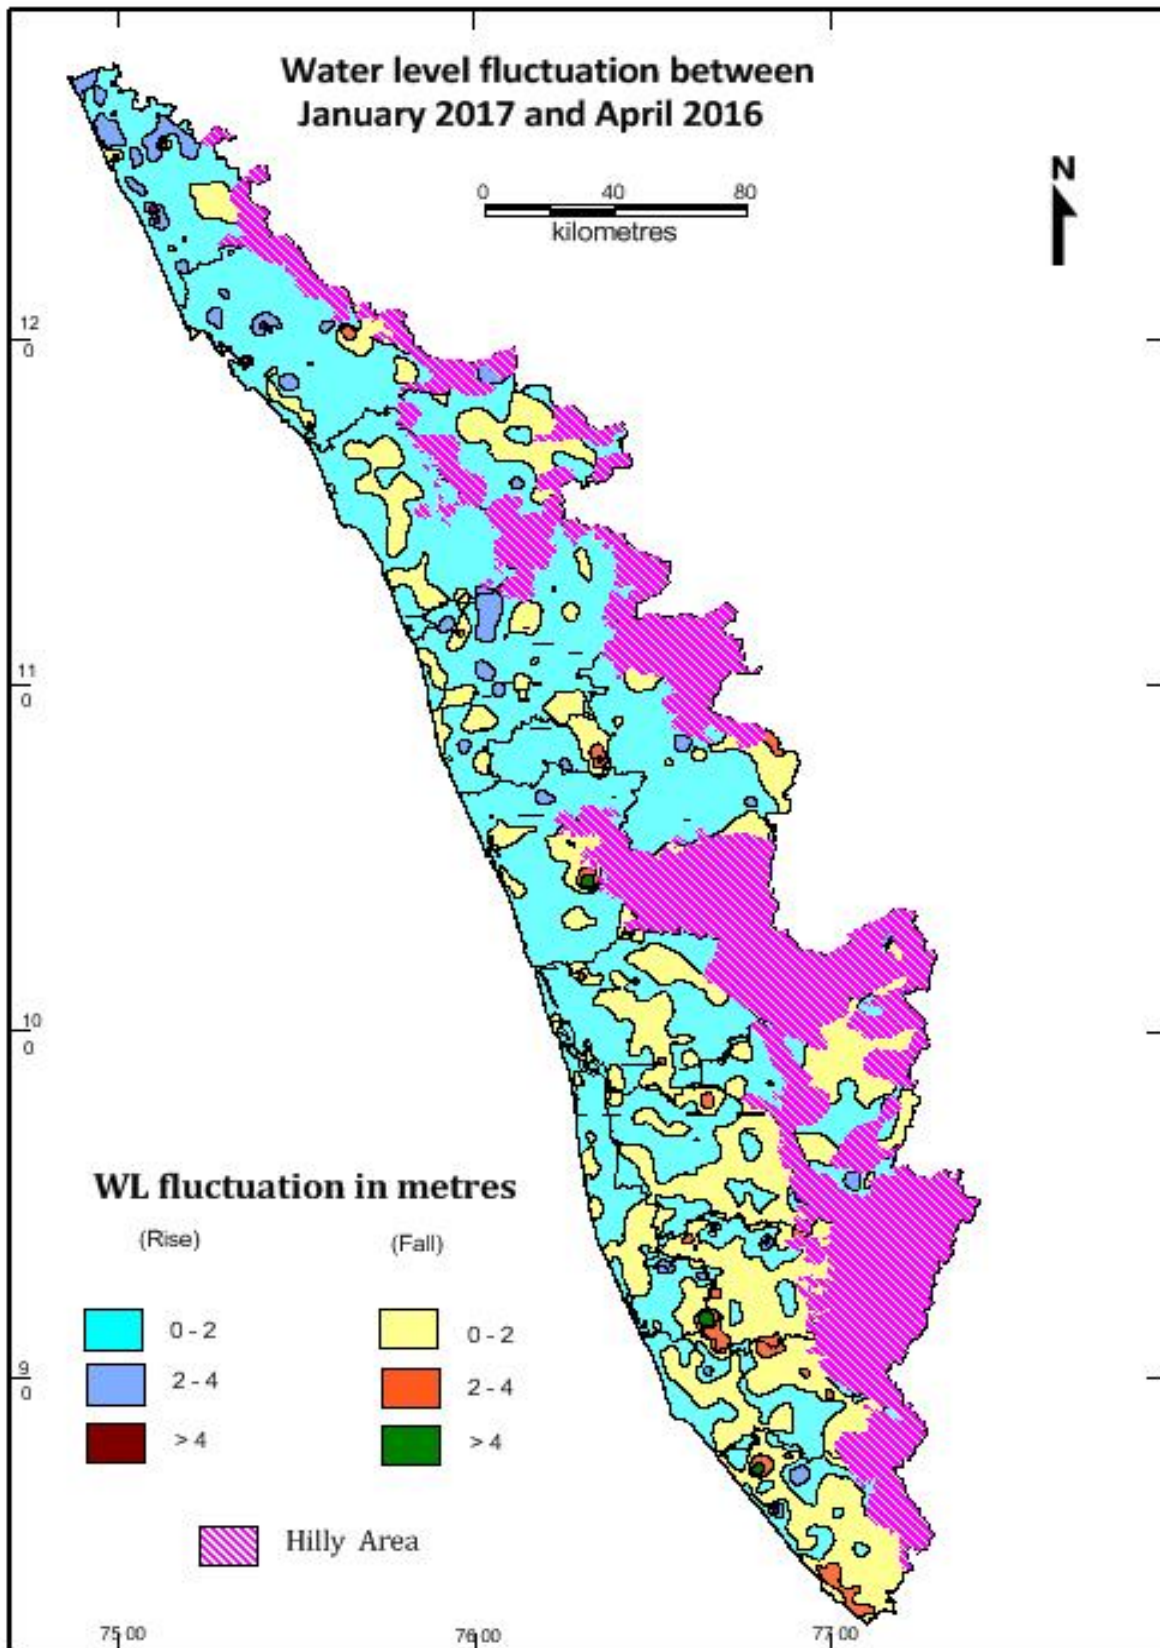 Water level fluctuation between
January 2017 and April 2016
N
0 40 80
kilometres
12
0
11
0
10
0
9
0
WL fluctuation in metres
(Rise) (Fall)
0 - 2 0 - 2
2 - 4 2 - 4
> 4 > 4
Hilly Area
75 00 76 00 77 00